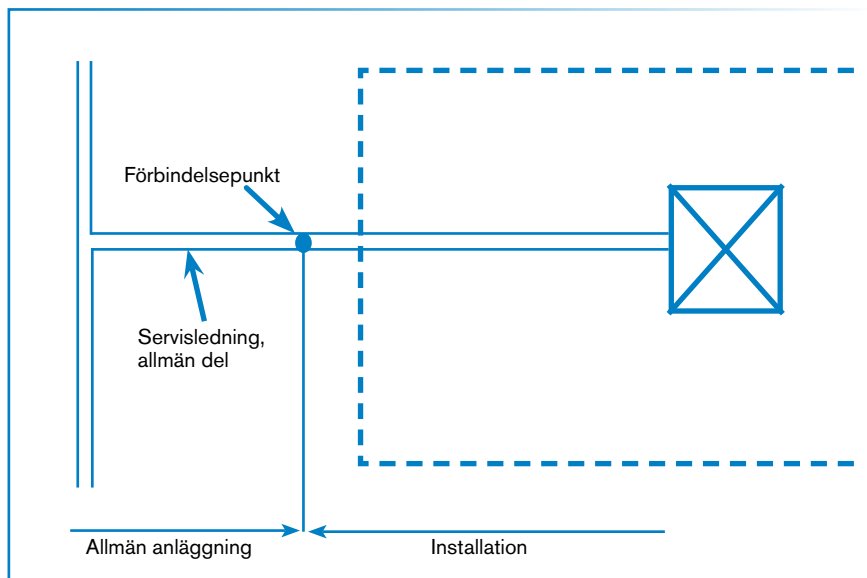 Förbindelsepunkt
Servisledning,
allmän del
Allmän anläggning
Installation